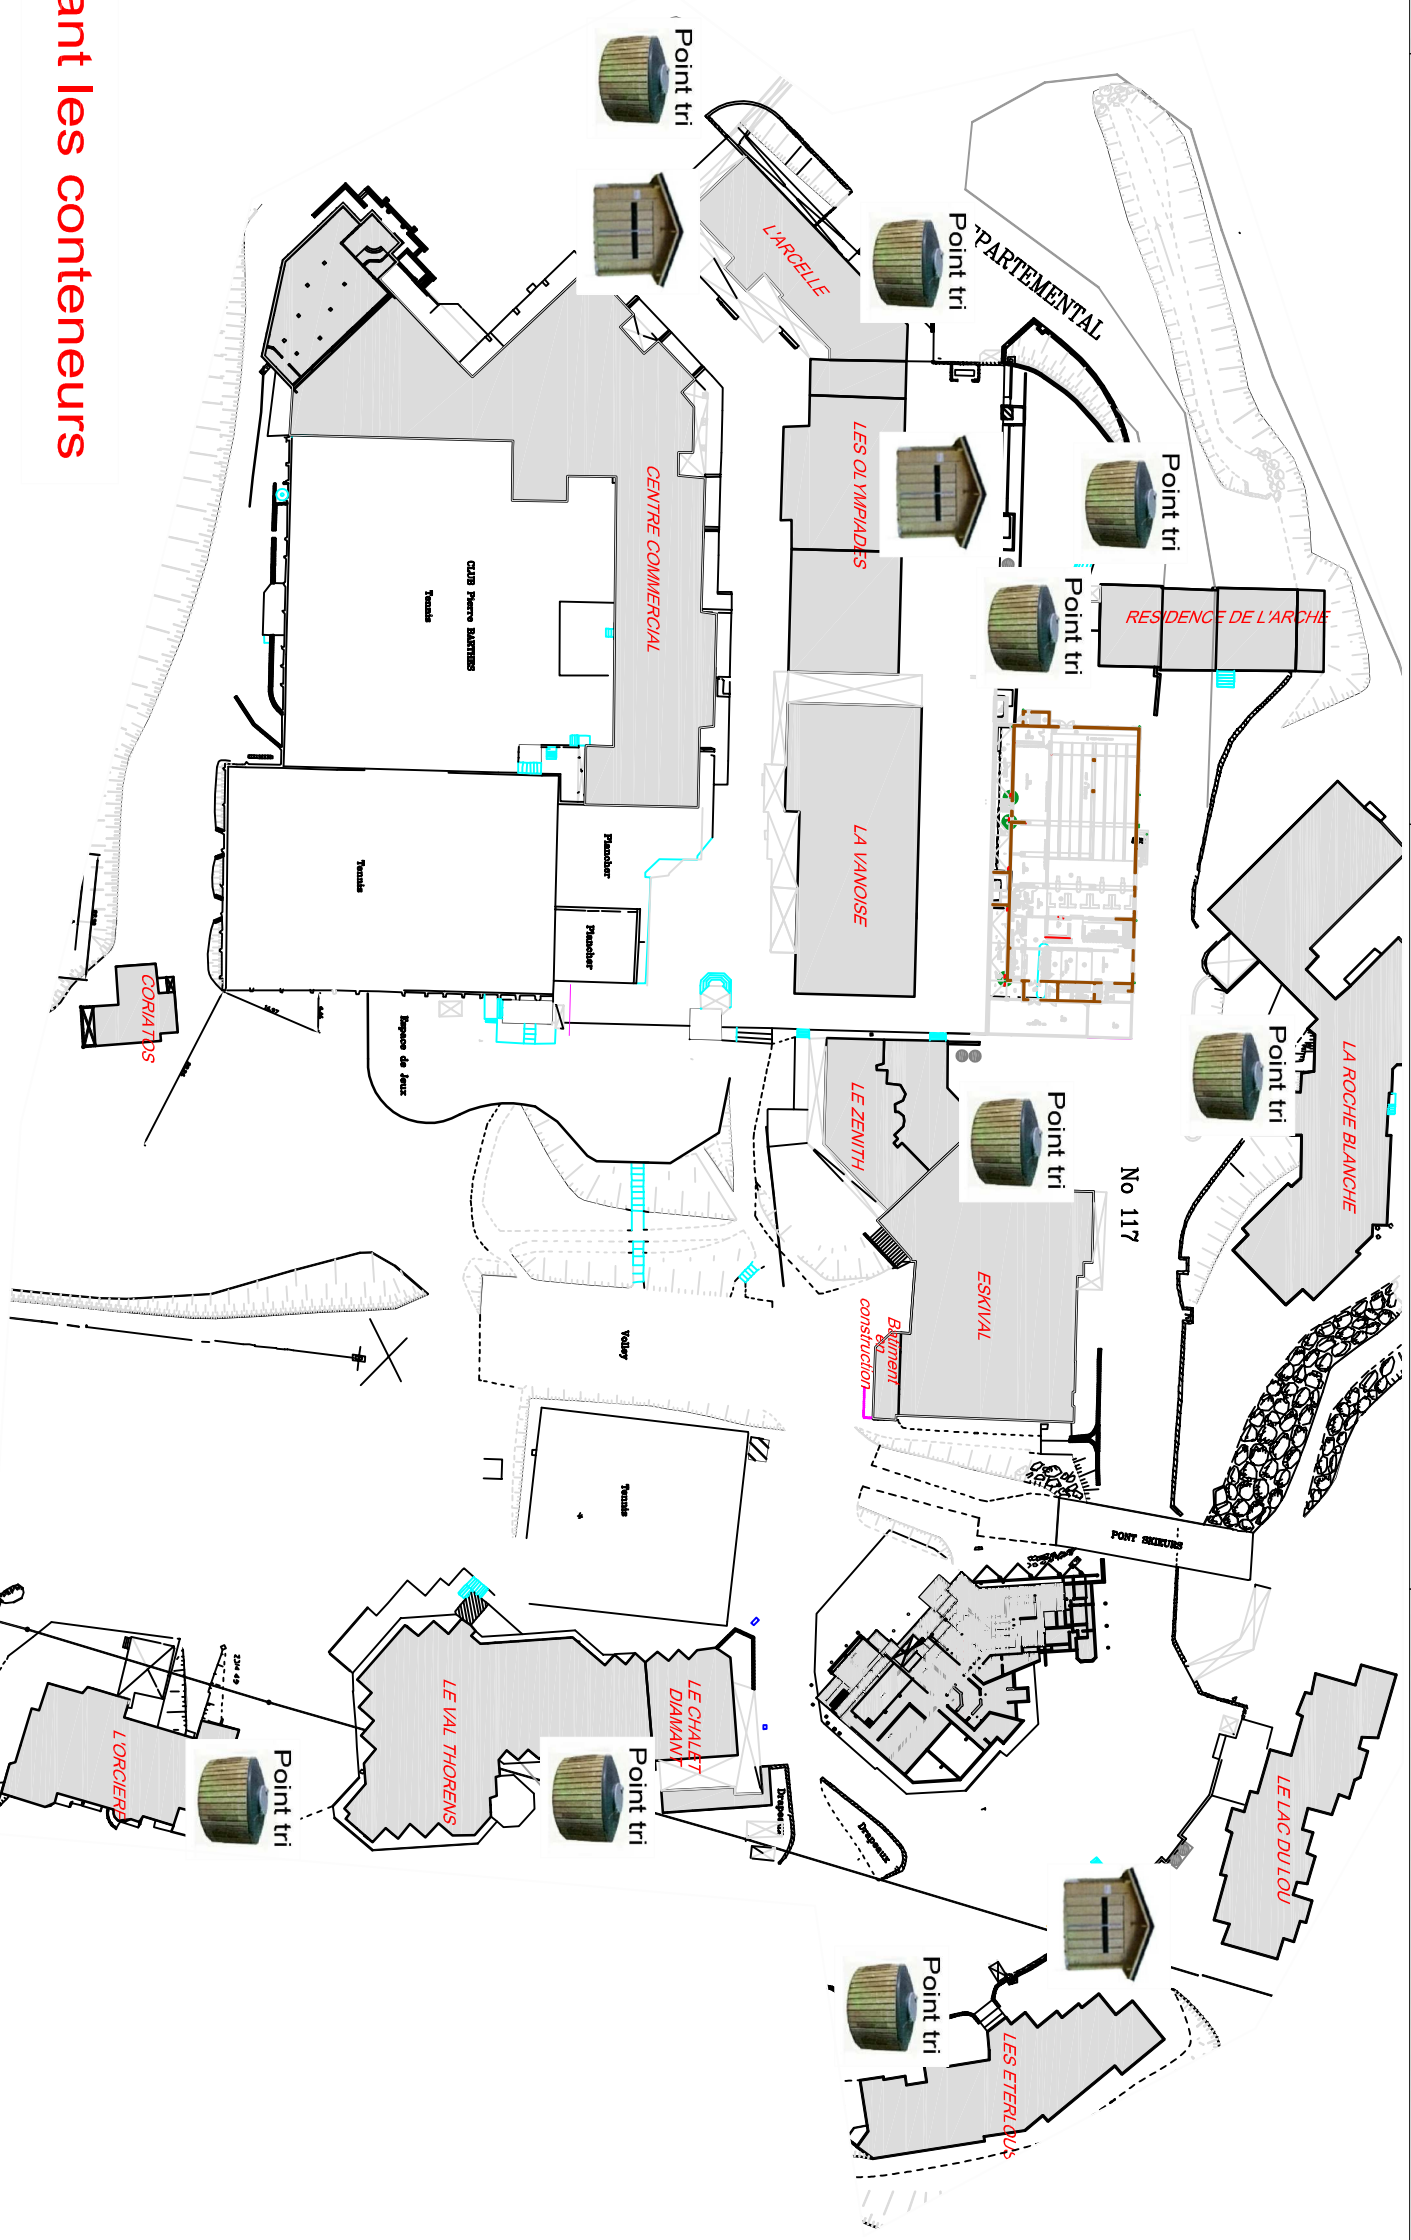 ant les conteneurs
Point tri
L'ARCELLE
Point tri
PARTEMENTAL
LES OLYMPIADES
Point tri
Point tri
RESIDENCE DE L'ARCHE
CENTRE COMMERCIAL
CLUB Pierre BARTHES
Tennis
LA VANOISE
Plancher
Plancher
Tennis
CORIATOS
Espace de Jeux
LE ZENITH
Point tri
Point tri
LA ROCHE BLANCHE
No 117
ESKIVAL
Batiment
en
construction
Volley
Tennis
PONT SKIEURS
LE CHALET
DIAMANT
LE VAL THORENS
L'ORCIERE
Point tri
Point tri
Drapeaux
LE LAC DU LOU
Point tri
LES ETERLOUS